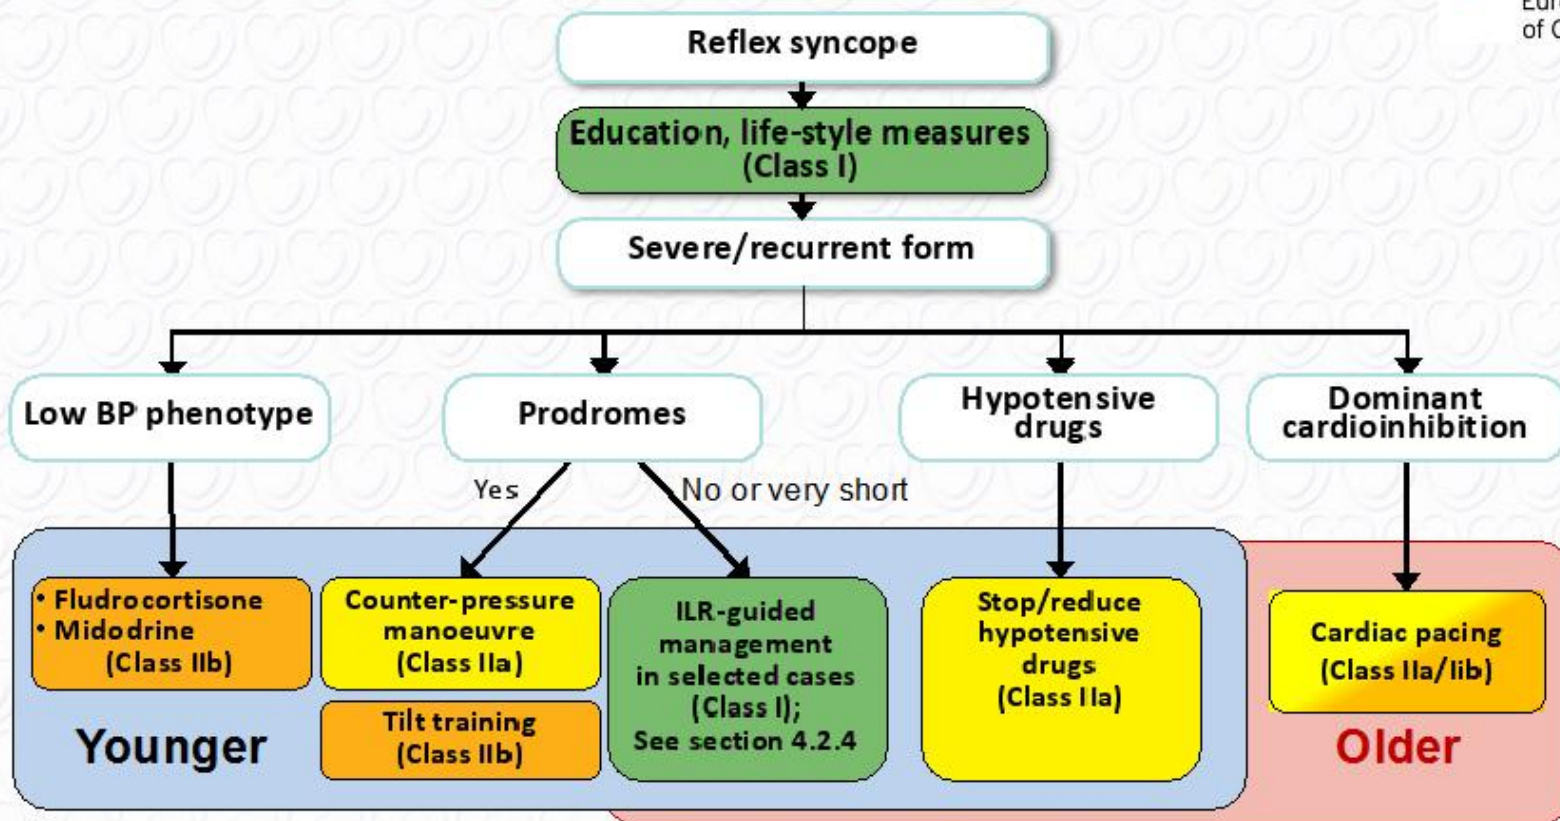 Eur
of C
Reflex syncope
Education, life-style measures
(Class I)
Severe/recurrent form
Low BP phenotype
Prodromes
Hypotensive
drugs
Dominant
cardioinhibition
Yes
No or very short
• Fludrocortisone
• Midodrine
(Class IIb)
Counter-pressure
manoeuvre
(Class IIa)
Tilt training
(Class IIb)
ILR-guided
management
in selected cases
(Class I);
See section 4.2.4
Stop/reduce
hypotensive
drugs
(Class IIa)
Cardiac pacing
(Class IIa/Iib)
Younger
Older